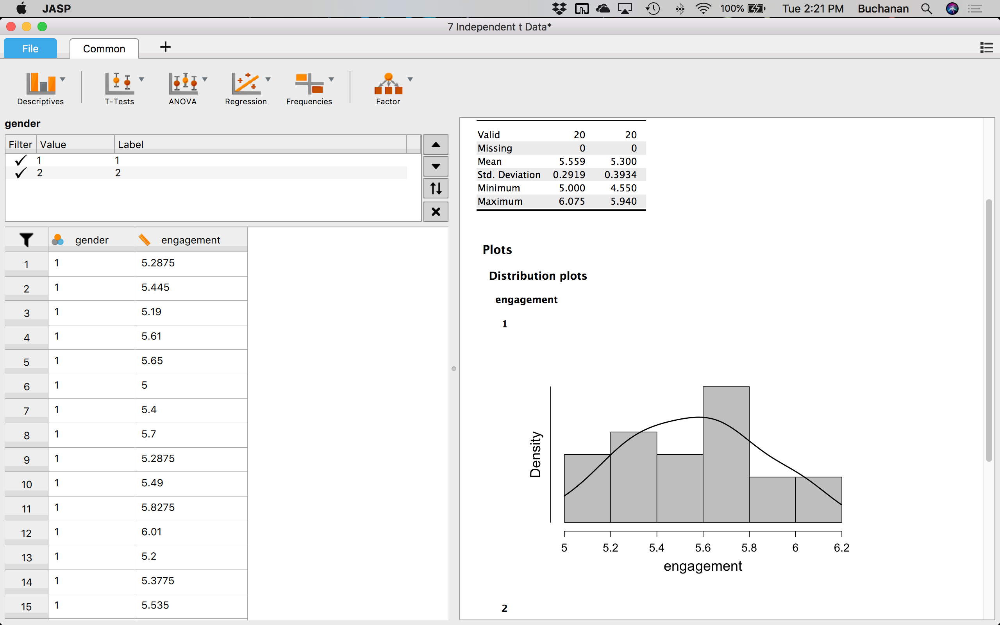 JASP 100% Tue 2:21 PM Buchanan
7 Independent t Data*
File Common +
Descriptives T-Tests ANOVA Regression Frequencies Factor
gender
Filter Value Label
1 1
2 2
gender engagement
1 1 5.2875
2 1 5.445
3 1 5.19
4 1 5.61
5 1 5.65
6 1 5
7 1 5.4
8 1 5.7
9 1 5.2875
10 1 5.49
11 1 5.8275
12 1 6.01
13 1 5.2
14 1 5.3775
15 1 5.535
Valid 20 20
Missing 0 0
Mean 5.559 5.300
Std. Deviation 0.2919 0.3934
Minimum 5.000 4.550
Maximum 6.075 5.940
Plots
Distribution plots
engagement
1
Density
5 5.2 5.4 5.6 5.8 6 6.2
engagement
2